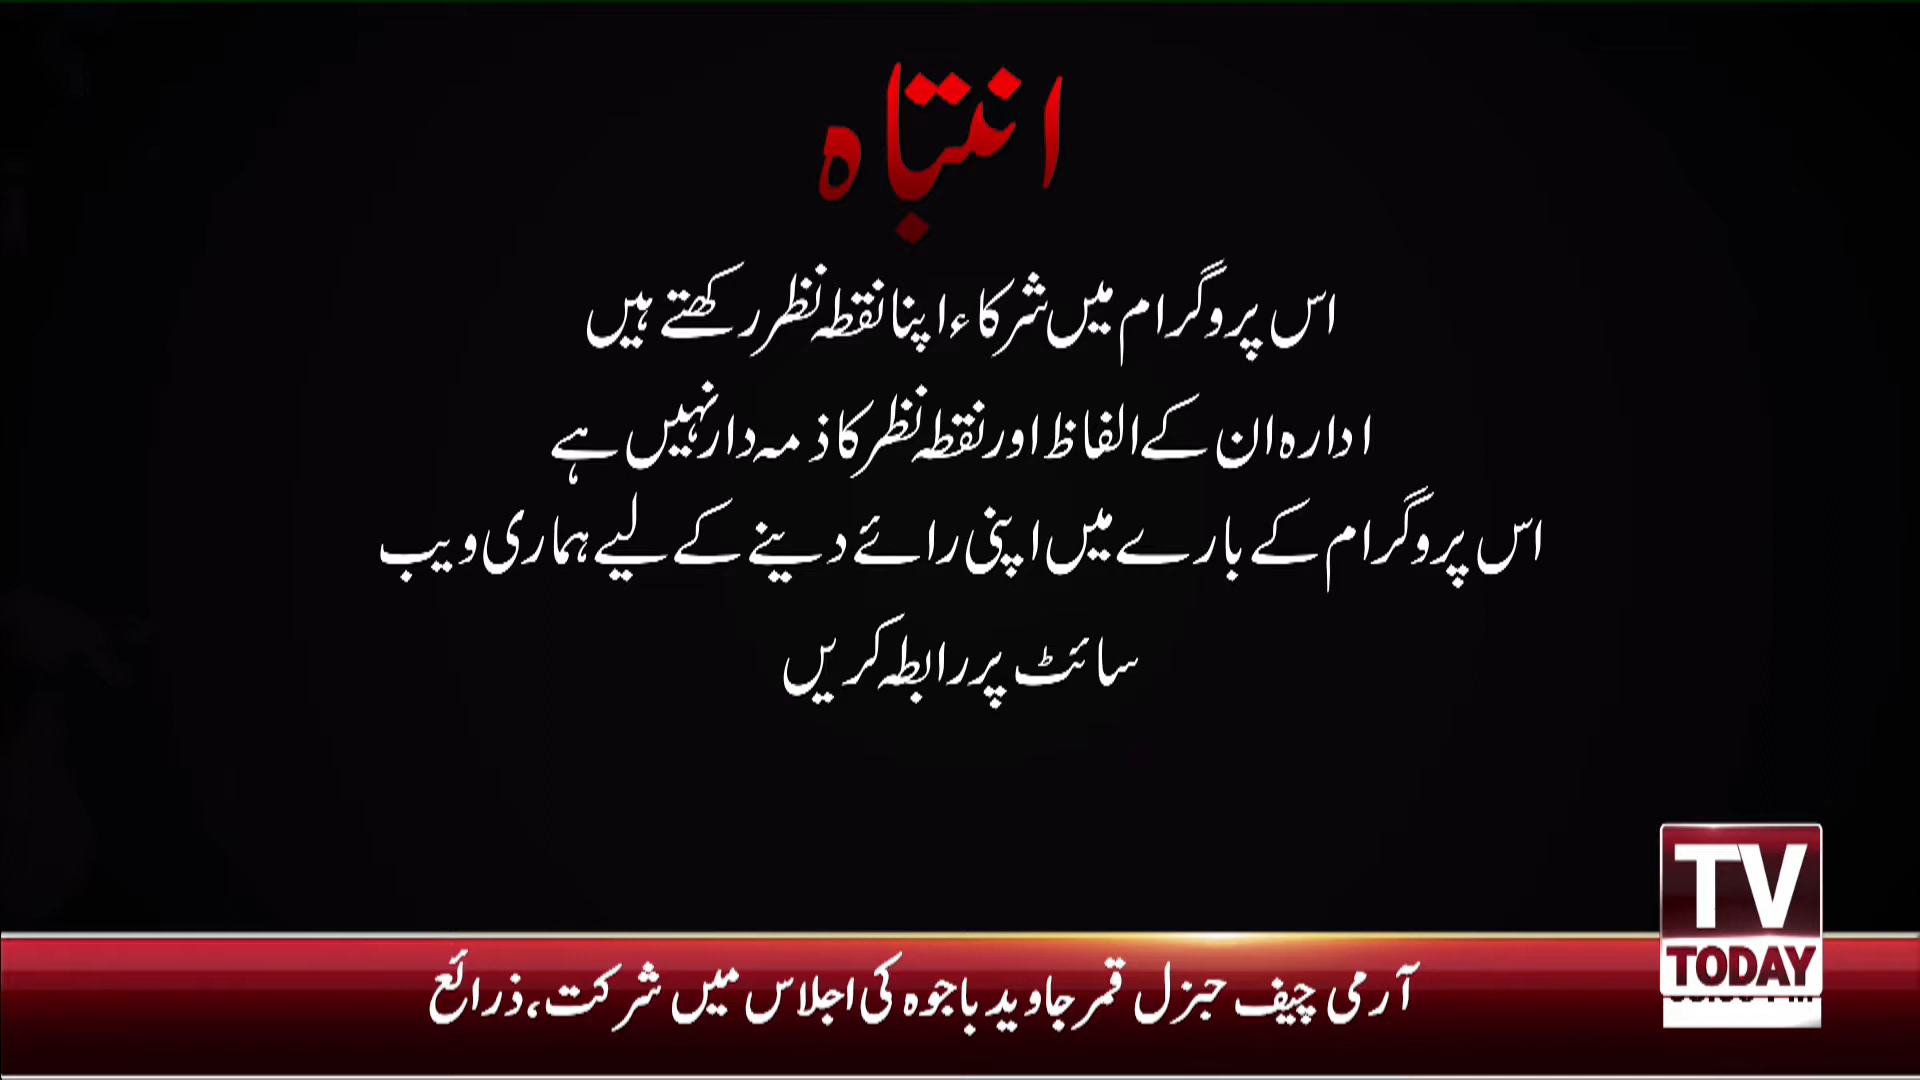 انتباہ
اس پروگرام میں شرکاء اپنا نقطہ نظر رکھتے ہیں
ادارہ ان کے الفاظ اور نقطہ نظر کا ذمہ دار نہیں ہے
اس پروگرام کے بارے میں اپنی رائے دینے کے لیے ہماری ویب
سائٹ پر رابطہ کریں
TV
TODAY
آرمی چیف جنرل قمر جاوید باجوہ کی اجلاس میں شرکت، ذرائع